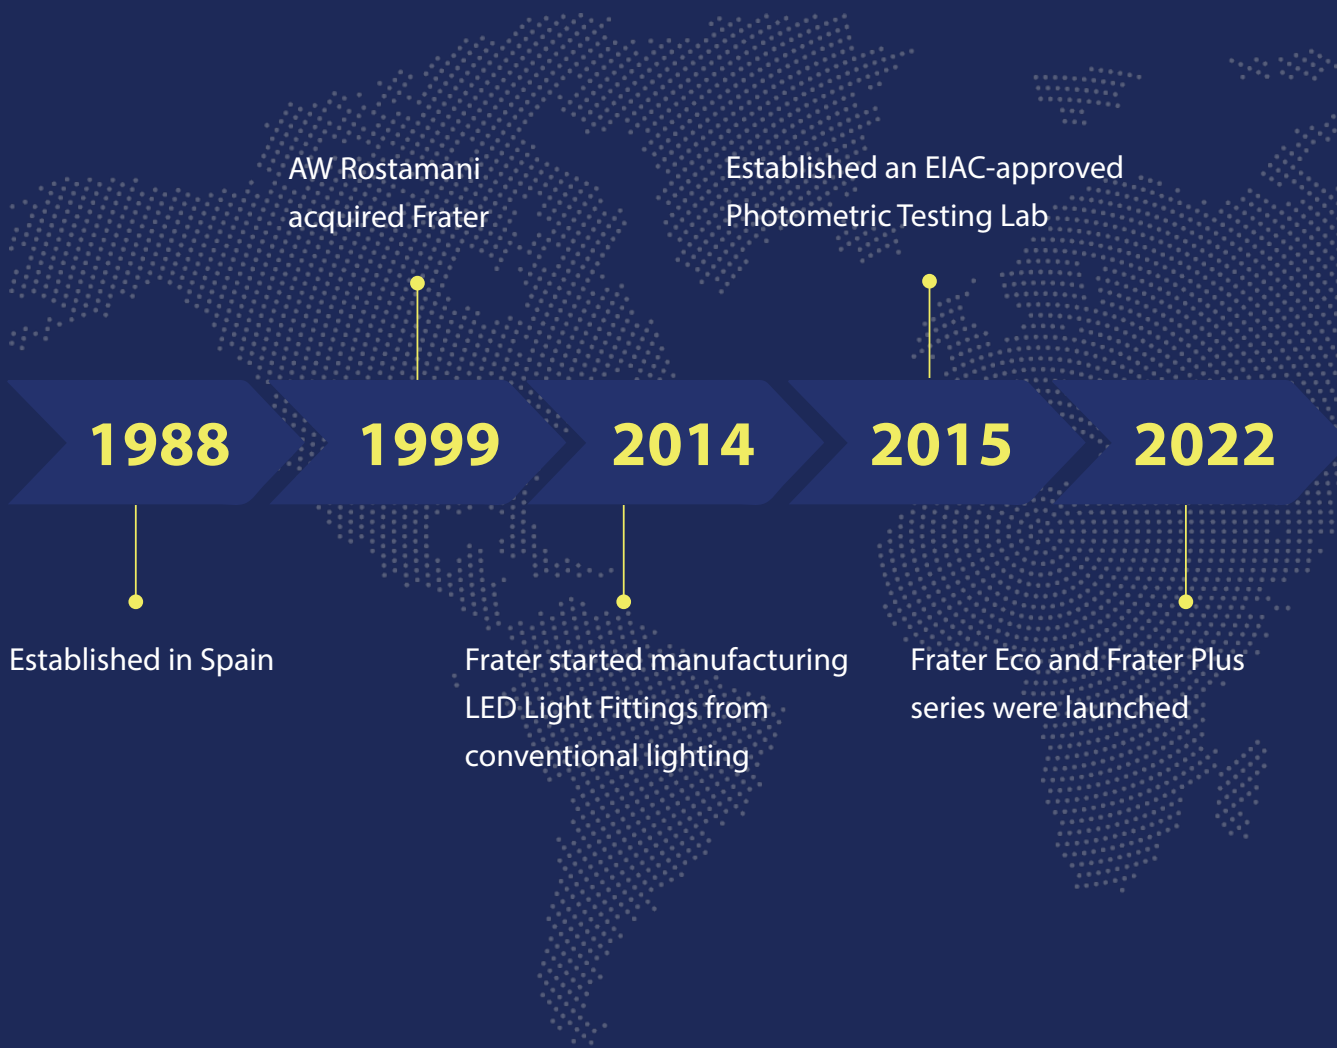 AW Rostamani
acquired Frater
Established an EIAC-approved
Photometric Testing Lab
1988
1999
2014
2015
2022
Established in Spain
Frater started manufacturing
LED Light Fittings from
conventional lighting
Frater Eco and Frater Plus
series were launched